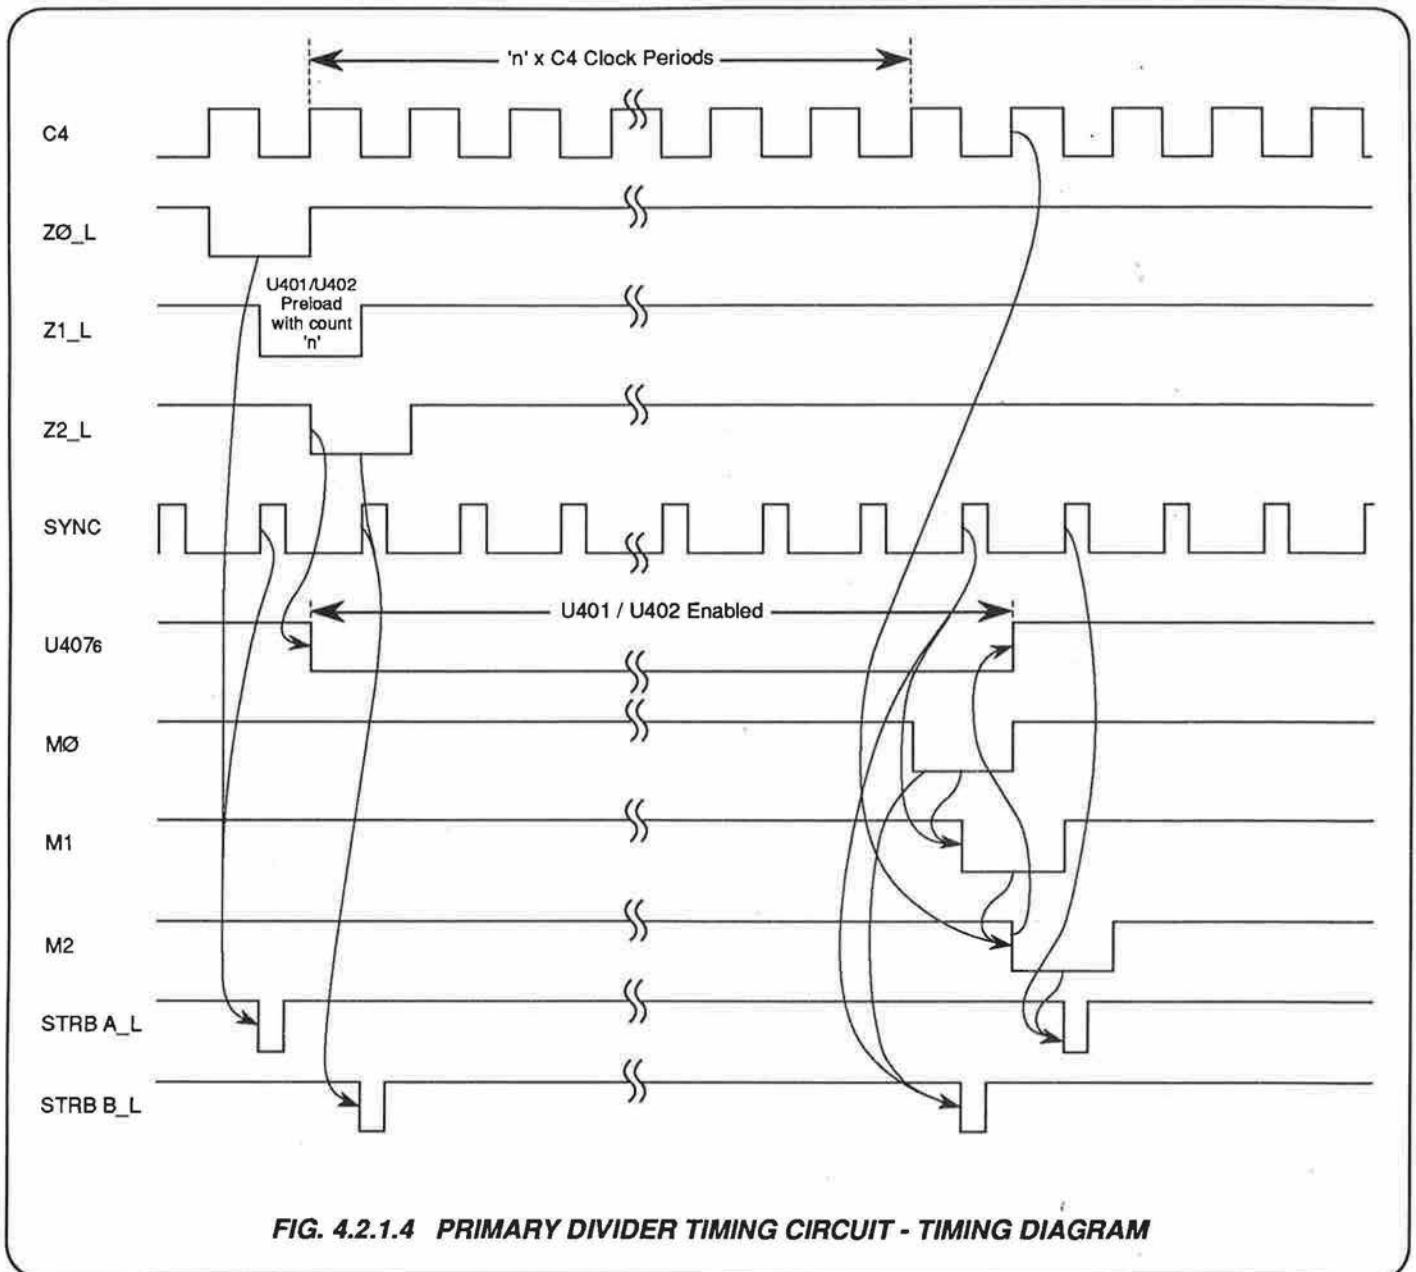 'n' x C4 Clock Periods
C4
ZØ_L
U401/U402
Preload
with count
'n'
Z1_L
Z2_L
SYNC
U401 / U402 Enabled
U4076
MØ
M1
M2
STRB A_L
STRB B_L
FIG. 4.2.1.4 PRIMARY DIVIDER TIMING CIRCUIT - TIMING DIAGRAM